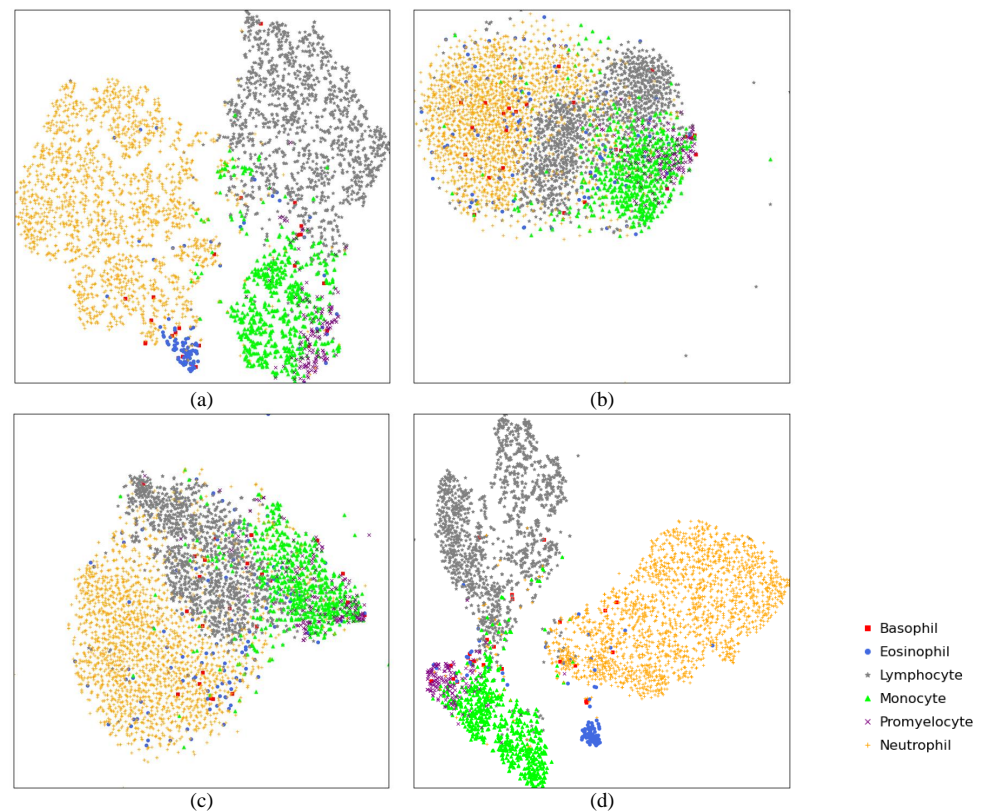 (a)
(b)
(c)
(d)
Basophil
Eosinophil
Lymphocyte
Monocyte
Promyelocyte
Neutrophil